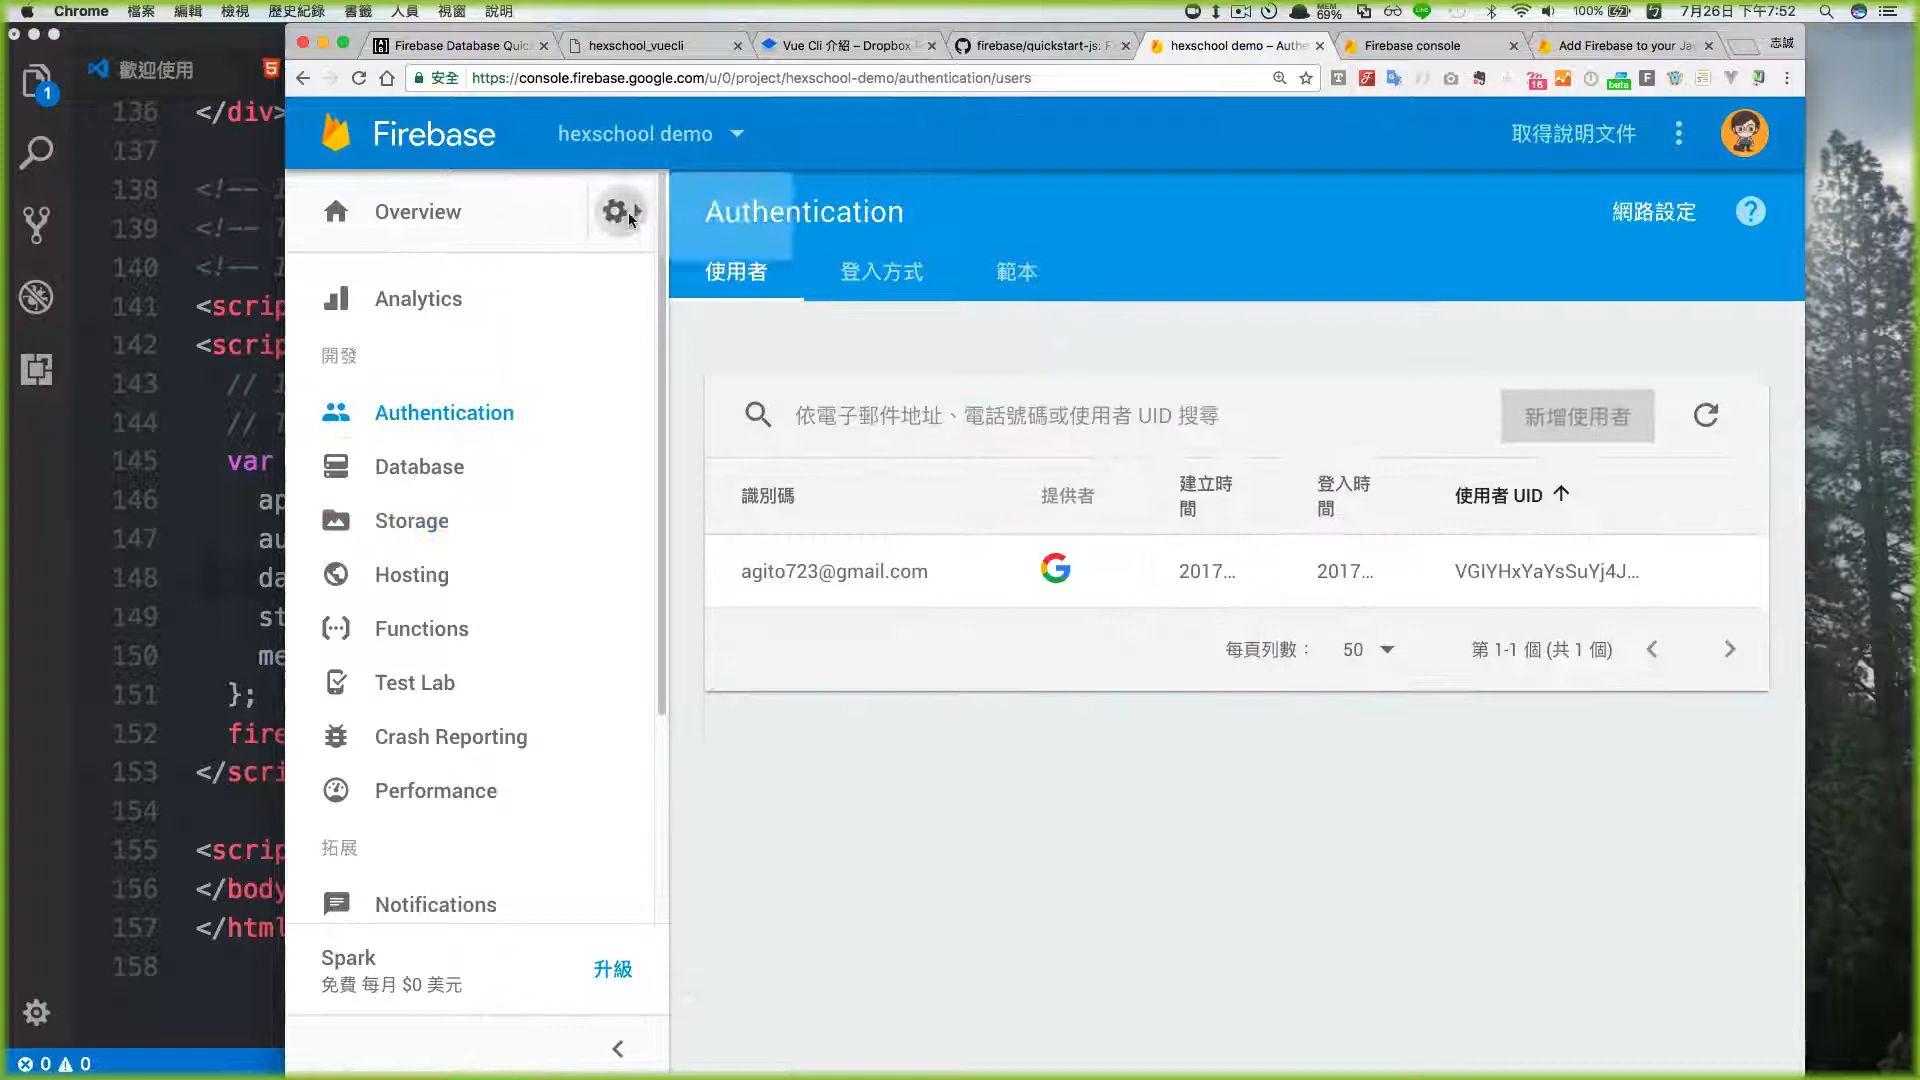 Chrome 檔案 編輯 檢視 歷史紀錄 書籤 人員 視窗 說明
MEM 69% 100% 7月26日 下午7:52
Firebase Database Quic
hexschool_vuecli
Vue Cli 介紹 – Dropbox
firebase/quickstart-js: F
hexschool demo – Authe
Firebase console
Add Firebase to your Ja
志誠
安全 https://console.firebase.google.com/u/0/project/hexschool-demo/authentication/users
歡迎使用
1
136 </div>
137
138 <!--
139 <!--
140 <!--
141 <scrip
142 <scrip
143 //
144 //
145 var
146 ap
147 au
148 da
149 st
150 me
151 };
152 fire
153 </scri
154
155 <scrip
156 </body
157 </html
158
0 0
Firebase
hexschool demo
取得說明文件
Overview
Analytics
開發
Authentication
Database
Storage
Hosting
Functions
Test Lab
Crash Reporting
Performance
拓展
Notifications
Spark
免費 每月 $0 美元
升級
Authentication
網路設定
使用者 登入方式 範本
依電子郵件地址、電話號碼或使用者 UID 搜尋
新增使用者
識別碼 提供者 建立時間 登入時間 使用者 UID
agito723@gmail.com 2017... 2017... VGIYHxYaYsSuYj4J...
每頁列數： 50 第 1-1 個 (共 1 個)